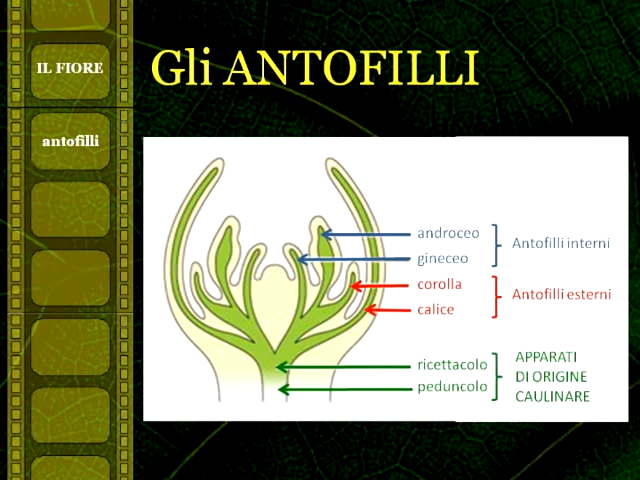 IL FIORE
Gli ANTOFILLI
antofilli
androceo
gineceo
Antofilli interni
corolla
calice
Antofilli esterni
ricettacolo
peduncolo
APPARATI
DI ORIGINE
CAULINARE